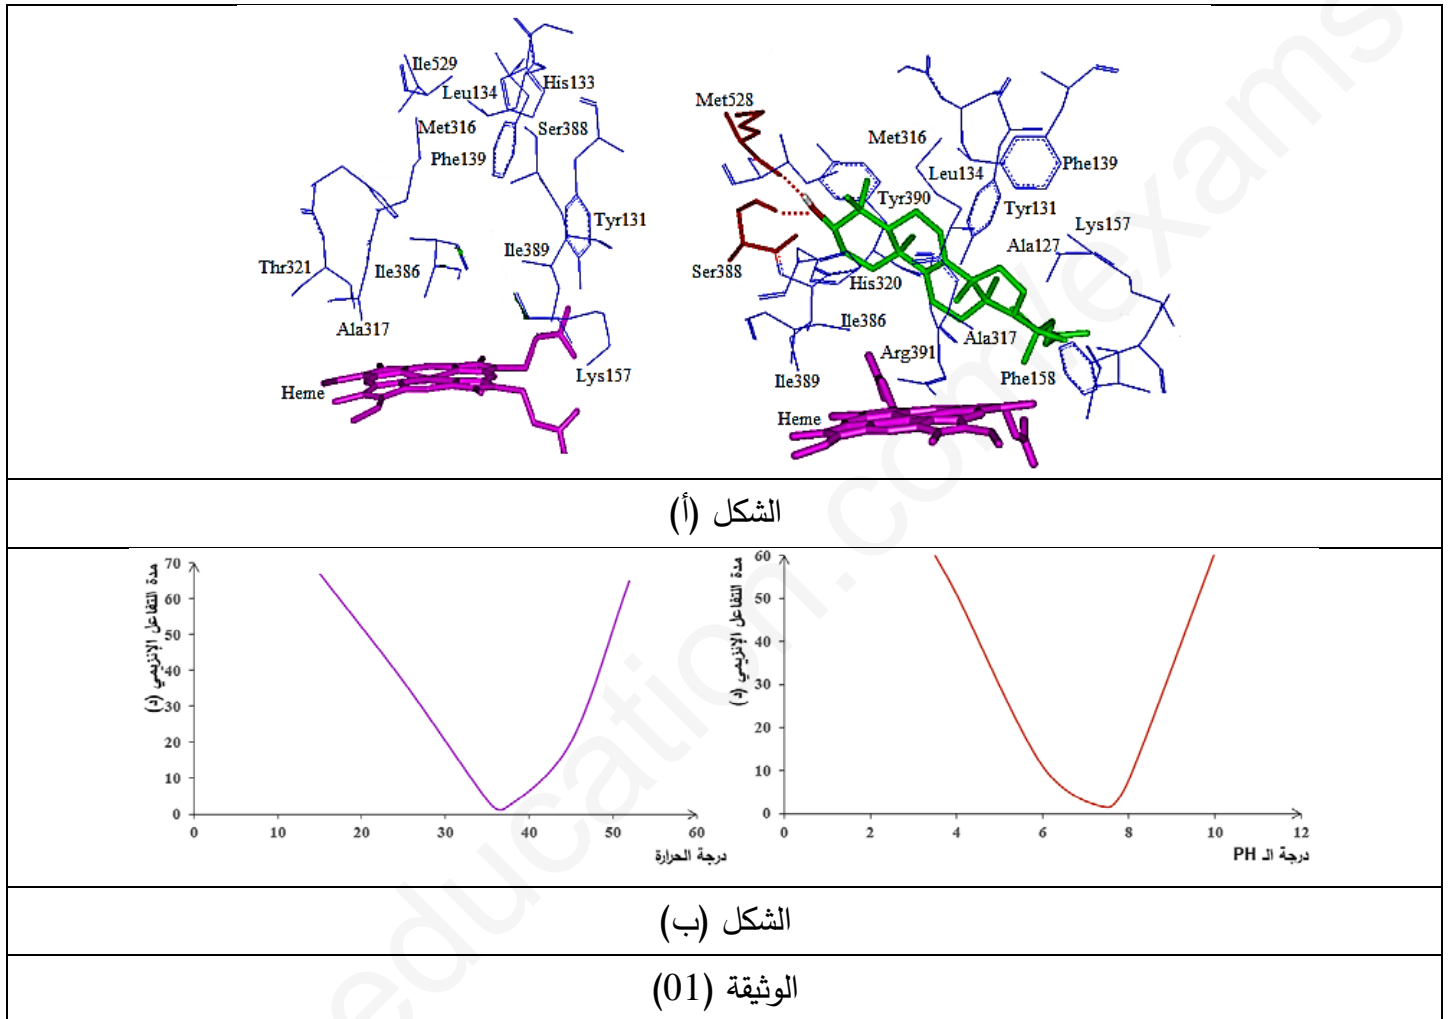 Ile529
His133
Leu134
Met316
Ser388
Phe139
Tyr131
Ile389
Thr321
Ile386
Ala317
Lys157
Heme
Met528
Met316
Leu134
Phe139
Tyr390
Tyr131
Lys157
Ala127
Ser388
His320
Ile386
Ala317
Arg391
Ile389
Phe158
Heme
الشكل (أ)
مدة التفاعل الإنزيمي (د)
70
60
50
40
30
20
10
0
0 10 20 30 40 50 60
درجة الحرارة
مدة التفاعل الإنزيمي (د)
60
50
40
30
20
10
0
0 2 4 6 8 10 12
درجة الـ PH
الشكل (ب)
الوثيقة (01)
education.com/exams